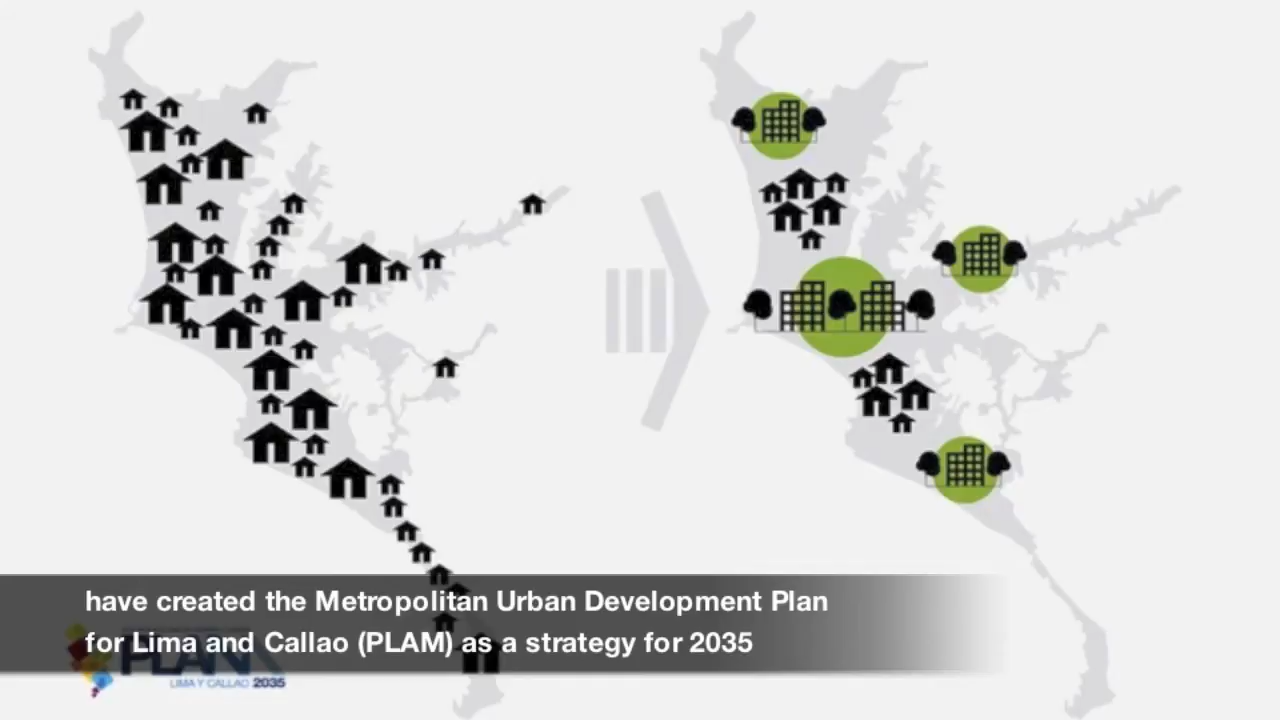 have created the Metropolitan Urban Development Plan
for Lima and Callao (PLAM) as a strategy for 2035
PLAM
LIMA Y CALLAO 2035